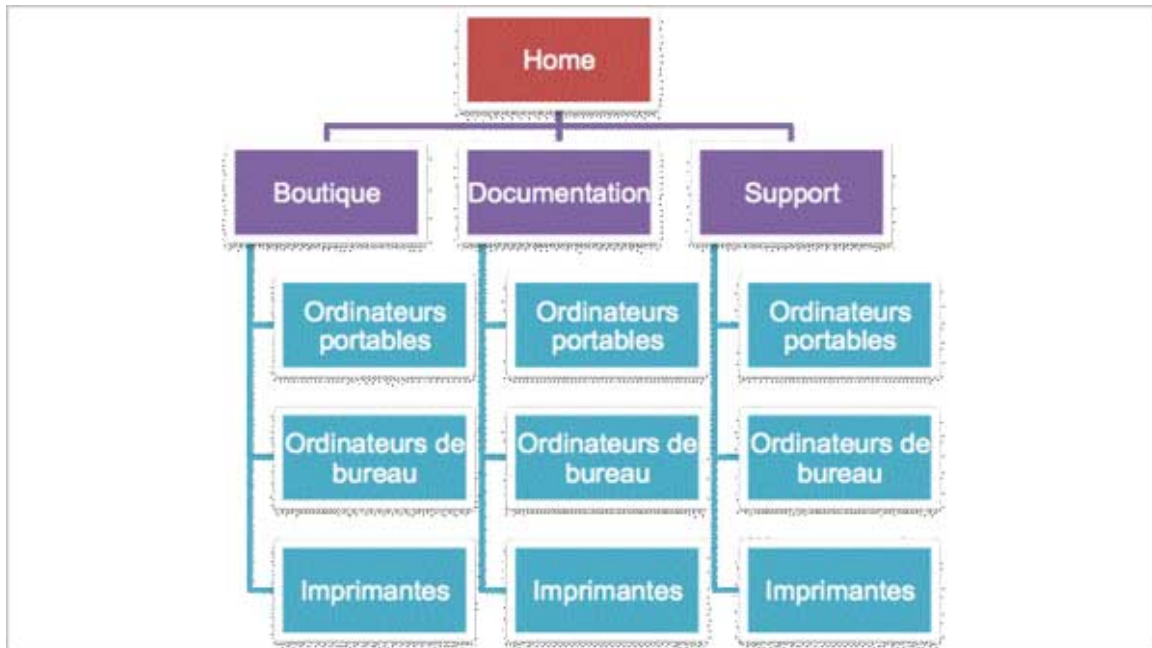 Home
Boutique
Documentation
Support
Ordinateurs
portables
Ordinateurs
portables
Ordinateurs
portables
Ordinateurs de
bureau
Ordinateurs de
bureau
Ordinateurs de
bureau
Imprimantes
Imprimantes
Imprimantes